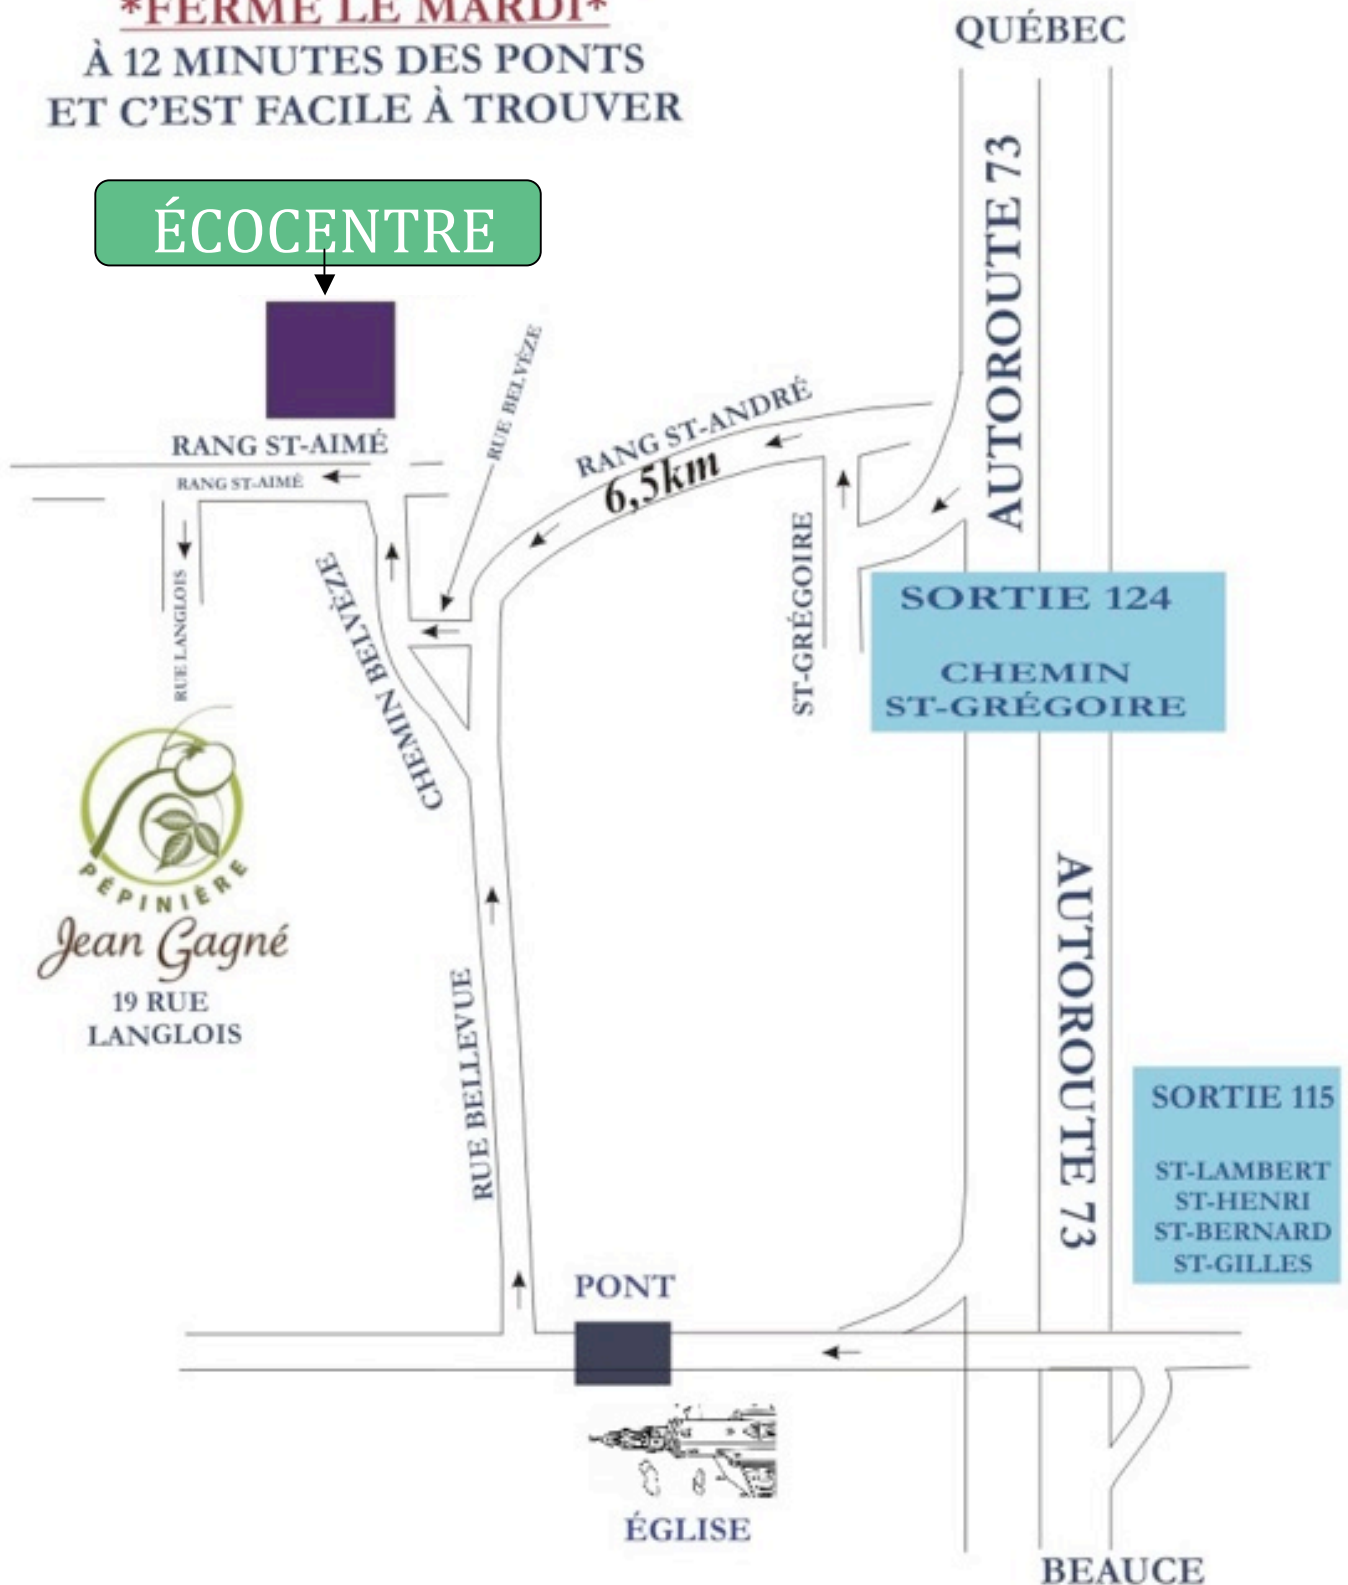 *FERMÉ LE MARDI*
À 12 MINUTES DES PONTS
ET C'EST FACILE À TROUVER
QUÉBEC
AUTOROUTE 73
ÉCOCENTRE
RUE BELVÈZE
RANG ST-ANDRÉ
6,5km
RANG ST-AIMÉ
RANG ST-AIMÉ
ST-GRÉGOIRE
RUE LANGLOIS
CHEMIN BELVÈZE
SORTIE 124
CHEMIN
ST-GRÉGOIRE
PÉPINIÈRE
Jean Gagné
19 RUE
LANGLOIS
AUTOROUTE 73
RUE BELLEVUE
SORTIE 115
ST-LAMBERT
ST-HENRI
ST-BERNARD
ST-GILLES
PONT
ÉGLISE
BEAUCE